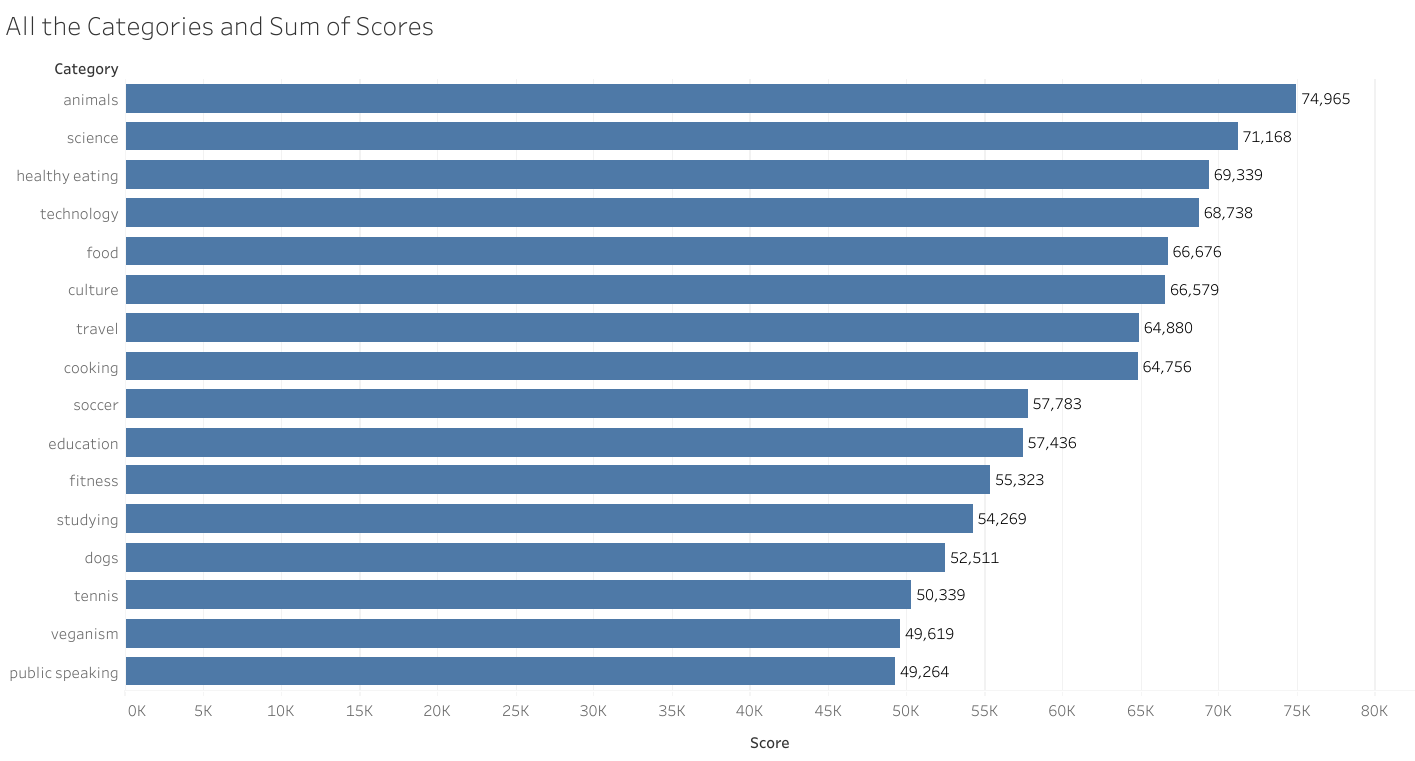 All the Categories and Sum of Scores
Category
animals 74,965
science 71,168
healthy eating 69,339
technology 68,738
food 66,676
culture 66,579
travel 64,880
cooking 64,756
soccer 57,783
education 57,436
fitness 55,323
studying 54,269
dogs 52,511
tennis 50,339
veganism 49,619
public speaking 49,264
0K 5K 10K 15K 20K 25K 30K 35K 40K 45K 50K 55K 60K 65K 70K 75K 80K
Score